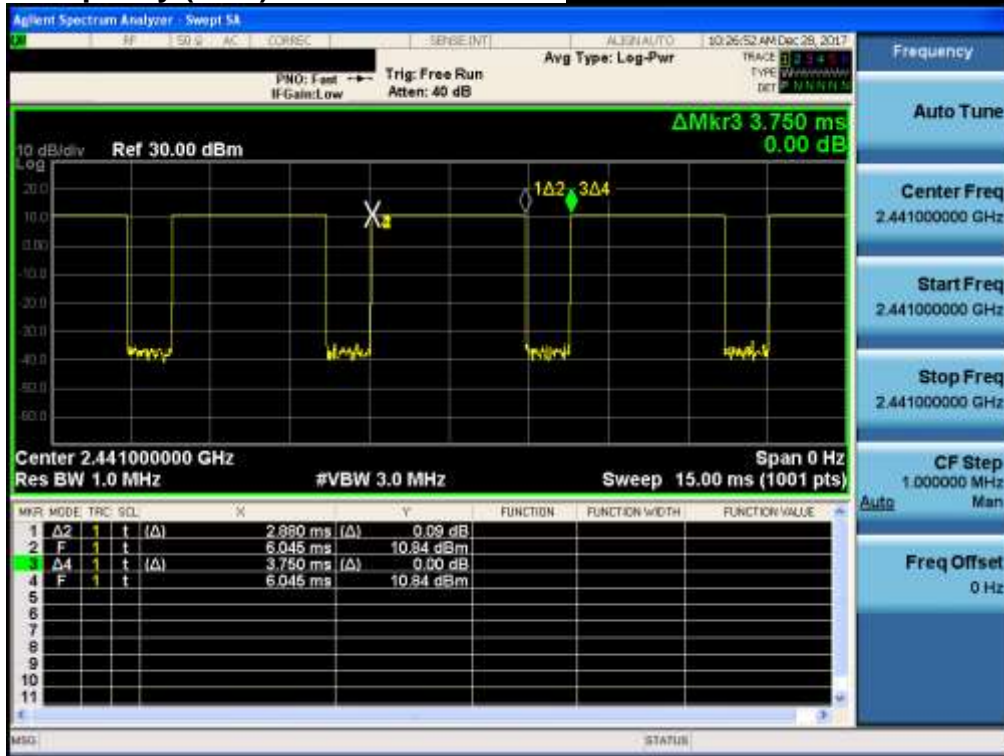 Agilent Spectrum Analyzer - Swept SA
RF 50 Ω AC CORREC SENSE:INT ALIGNAUTO 10:26:52 AM Dec 28, 2017
Avg Type: Log-Pwr
TRACE 1 2 3 4 5 6
TYPE
DET P N N N N N
PNO: Fast
IFGain:Low
Trig: Free Run
Atten: 40 dB
ΔMkr3 3.750 ms
0.00 dB
10 dB/div Ref 30.00 dBm
Log
20.0
10.0
0.00
-10.0
-20.0
-30.0
-40.0
-50.0
-60.0
1Δ2 3Δ4
X
Center 2.441000000 GHz Span 0 Hz
Res BW 1.0 MHz #VBW 3.0 MHz Sweep 15.00 ms (1001 pts)
MKR MODE TRC SCL X Y FUNCTION FUNCTION WIDTH FUNCTION VALUE
1 Δ2 1 t (Δ) 2.880 ms (Δ) 0.09 dB
2 F 1 t 6.045 ms 10.84 dBm
3 Δ4 1 t (Δ) 3.750 ms (Δ) 0.00 dB
4 F 1 t 6.045 ms 10.84 dBm
5
6
7
8
9
10
11
MSG STATUS
Frequency
Auto Tune
Center Freq
2.441000000 GHz
Start Freq
2.441000000 GHz
Stop Freq
2.441000000 GHz
CF Step
1.000000 MHz
Auto Man
Freq Offset
0 Hz